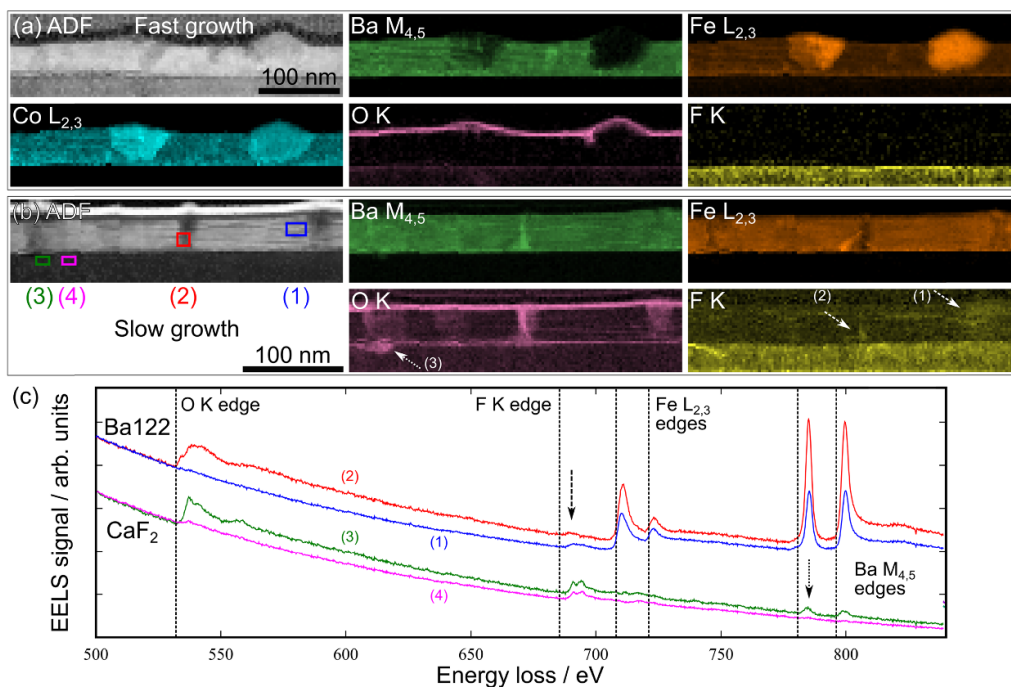 (a) ADF Fast growth
100 nm
Ba M4,5
Fe L2,3
Co L2,3
O K
F K
(b) ADF
(3) (4) (2) (1)
Slow growth
100 nm
Ba M4,5
Fe L2,3
O K
(3)
F K
(2)
(1)
(c)
O K edge
F K edge
Fe L2,3
edges
Ba122
(2)
(1)
CaF2
(3)
(4)
Ba M4,5
edges
EELS signal / arb. units
500 550 600 650 700 750 800
Energy loss / eV